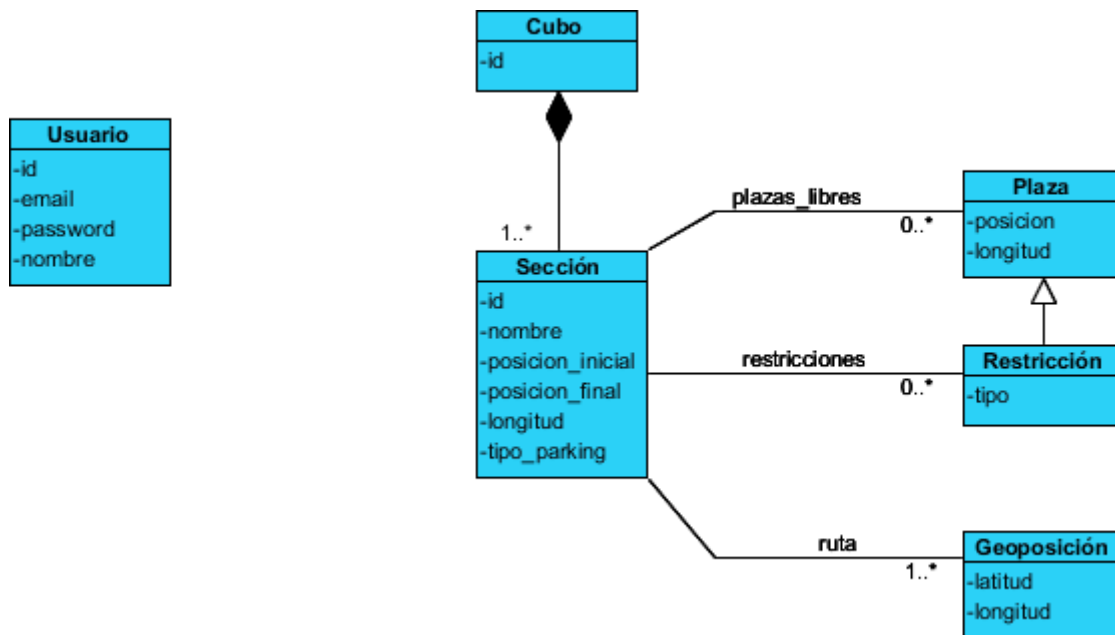 Cubo
-id
Usuario
-id
-email
-password
-nombre
plazas_libres
0..*
Plaza
-posicion
-longitud
1..*
Sección
-id
-nombre
-posicion_inicial
-posicion_final
-longitud
-tipo_parking
restricciones
0..*
Restricción
-tipo
ruta
1..*
Geoposición
-latitud
-longitud